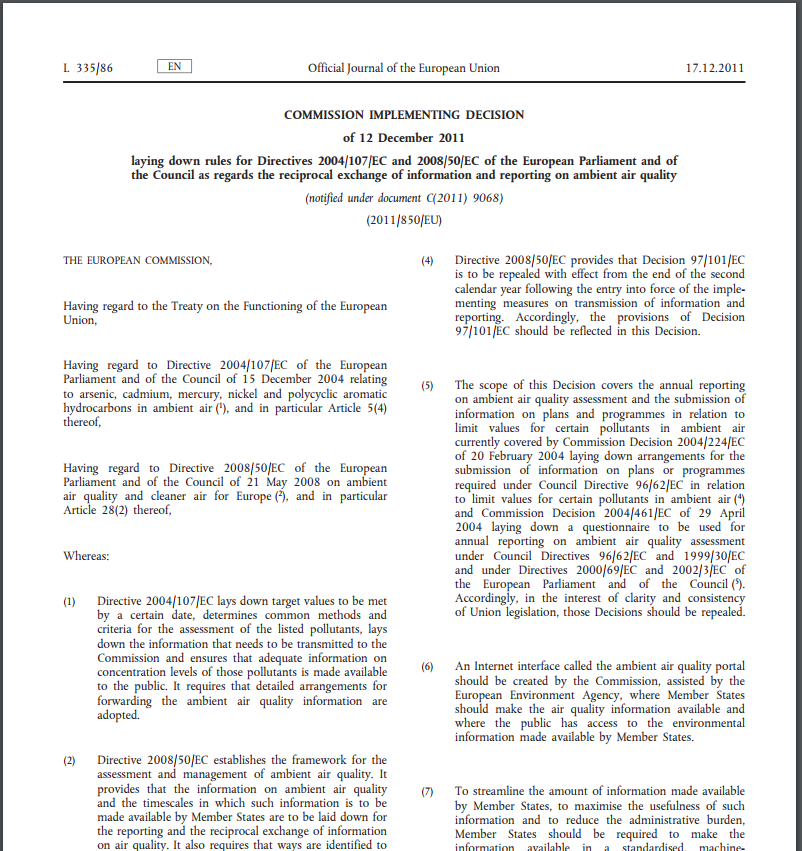 L 335/86 EN Official Journal of the European Union 17.12.2011
COMMISSION IMPLEMENTING DECISION
of 12 December 2011
laying down rules for Directives 2004/107/EC and 2008/50/EC of the European Parliament and of
the Council as regards the reciprocal exchange of information and reporting on ambient air quality
(notified under document C(2011) 9068)
(2011/850/EU)
THE EUROPEAN COMMISSION,
Having regard to the Treaty on the Functioning of the European
Union,
Having regard to Directive 2004/107/EC of the European
Parliament and of the Council of 15 December 2004 relating
to arsenic, cadmium, mercury, nickel and polycyclic aromatic
hydrocarbons in ambient air (¹), and in particular Article 5(4)
thereof,
Having regard to Directive 2008/50/EC of the European
Parliament and of the Council of 21 May 2008 on ambient
air quality and cleaner air for Europe (²), and in particular
Article 28(2) thereof,
Whereas:
(1) Directive 2004/107/EC lays down target values to be met
by a certain date, determines common methods and
criteria for the assessment of the listed pollutants, lays
down the information that needs to be transmitted to the
Commission and ensures that adequate information on
concentration levels of those pollutants is made available
to the public. It requires that detailed arrangements for
forwarding the ambient air quality information are
adopted.
(2) Directive 2008/50/EC establishes the framework for the
assessment and management of ambient air quality. It
provides that the information on ambient air quality
and the timescales in which such information is to be
made available by Member States are to be laid down for
the reporting and the reciprocal exchange of information
on air quality. It also requires that ways are identified to
(4) Directive 2008/50/EC provides that Decision 97/101/EC
is to be repealed with effect from the end of the second
calendar year following the entry into force of the imple-
menting measures on transmission of information and
reporting. Accordingly, the provisions of Decision
97/101/EC should be reflected in this Decision.
(5) The scope of this Decision covers the annual reporting
on ambient air quality assessment and the submission of
information on plans and programmes in relation to
limit values for certain pollutants in ambient air
currently covered by Commission Decision 2004/224/EC
of 20 February 2004 laying down arrangements for the
submission of information on plans or programmes
required under Council Directive 96/62/EC in relation
to limit values for certain pollutants in ambient air (⁴)
and Commission Decision 2004/461/EC of 29 April
2004 laying down a questionnaire to be used for
annual reporting on ambient air quality assessment
under Council Directives 96/62/EC and 1999/30/EC
and under Directives 2000/69/EC and 2002/3/EC of
the European Parliament and of the Council (⁵).
Accordingly, in the interest of clarity and consistency
of Union legislation, those Decisions should be repealed.
(6) An Internet interface called the ambient air quality portal
should be created by the Commission, assisted by the
European Environment Agency, where Member States
should make the air quality information available and
where the public has access to the environmental
information made available by Member States.
(7) To streamline the amount of information made available
by Member States, to maximise the usefulness of such
information and to reduce the administrative burden,
Member States should be required to make the
information available in a standardised, machine-